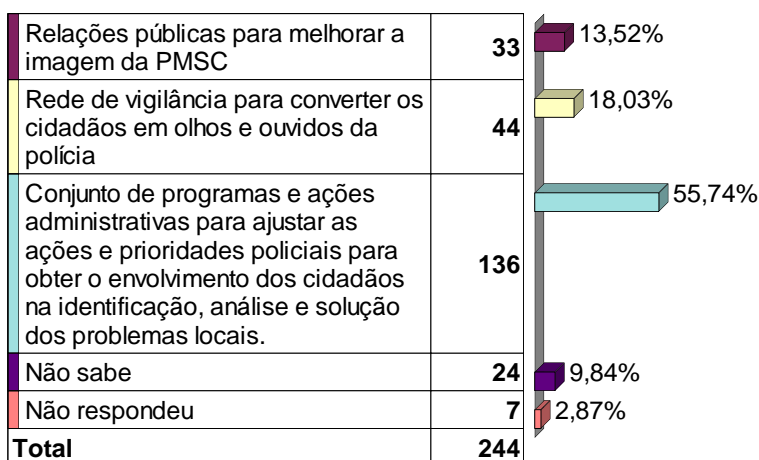 Relações públicas para melhorar a
imagem da PMSC
33
13,52%
Rede de vigilância para converter os
cidadãos em olhos e ouvidos da
polícia
44
18,03%
Conjunto de programas e ações
administrativas para ajustar as
ações e prioridades policiais para
obter o envolvimento dos cidadãos
na identificação, análise e solução
dos problemas locais.
136
55,74%
Não sabe
24
9,84%
Não respondeu
7
2,87%
Total
244